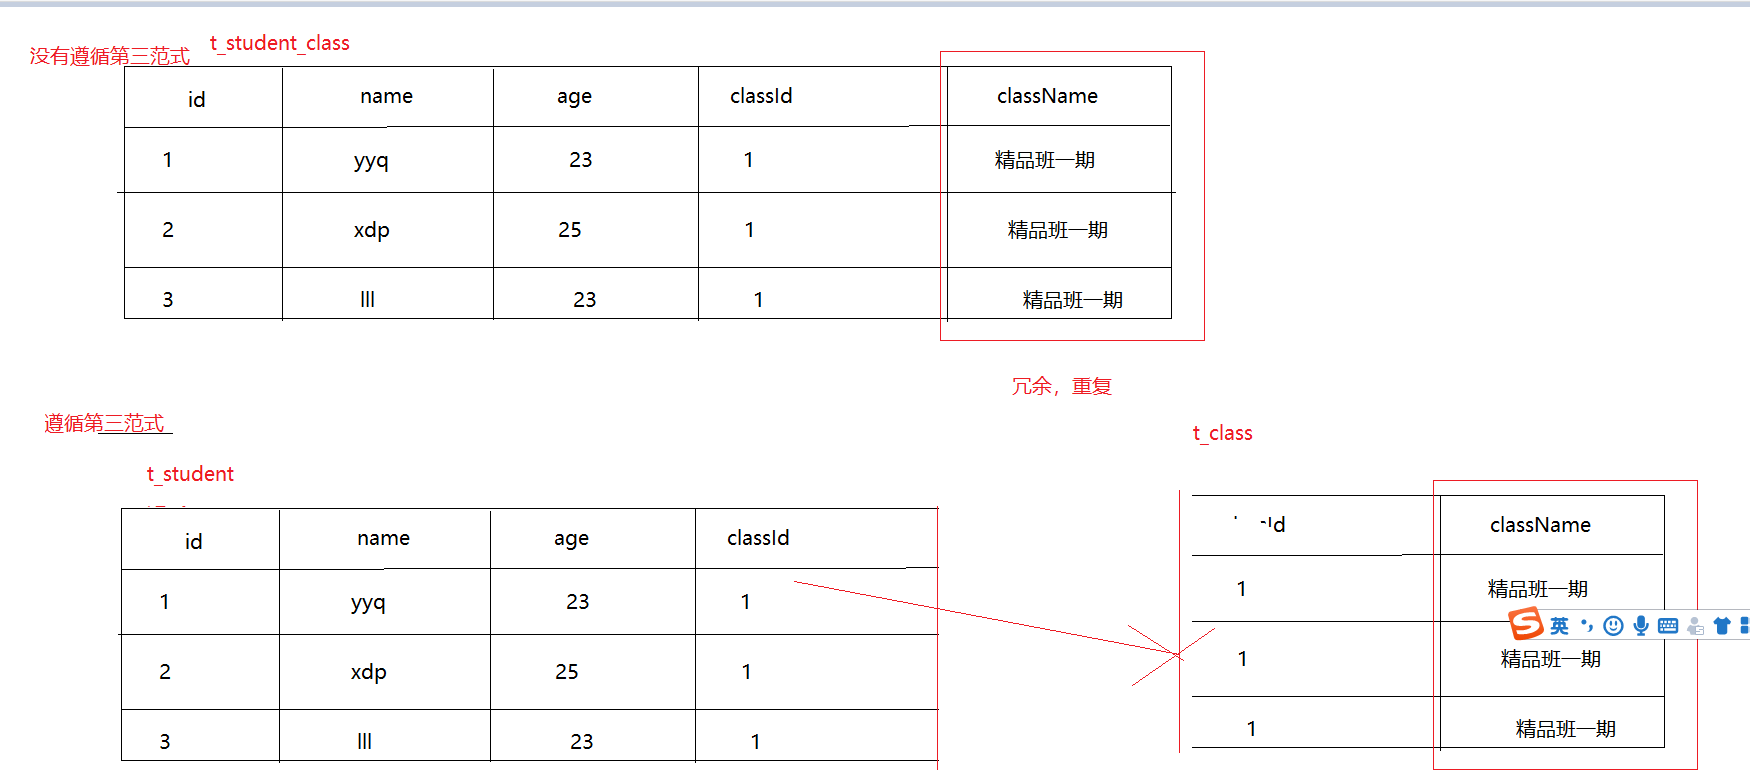 没有遵循第三范式 t_student_class
id name age classId className
1 yyq 23 1 精品班一期
2 xdp 25 1 精品班一期
3 lll 23 1 精品班一期
冗余，重复
遵循第三范式
t_class
t_student
id name age classId
1 yyq 23 1
2 xdp 25 1
3 lll 23 1
Id className
1 精品班一期
英
1 精品班一期
1 精品班一期